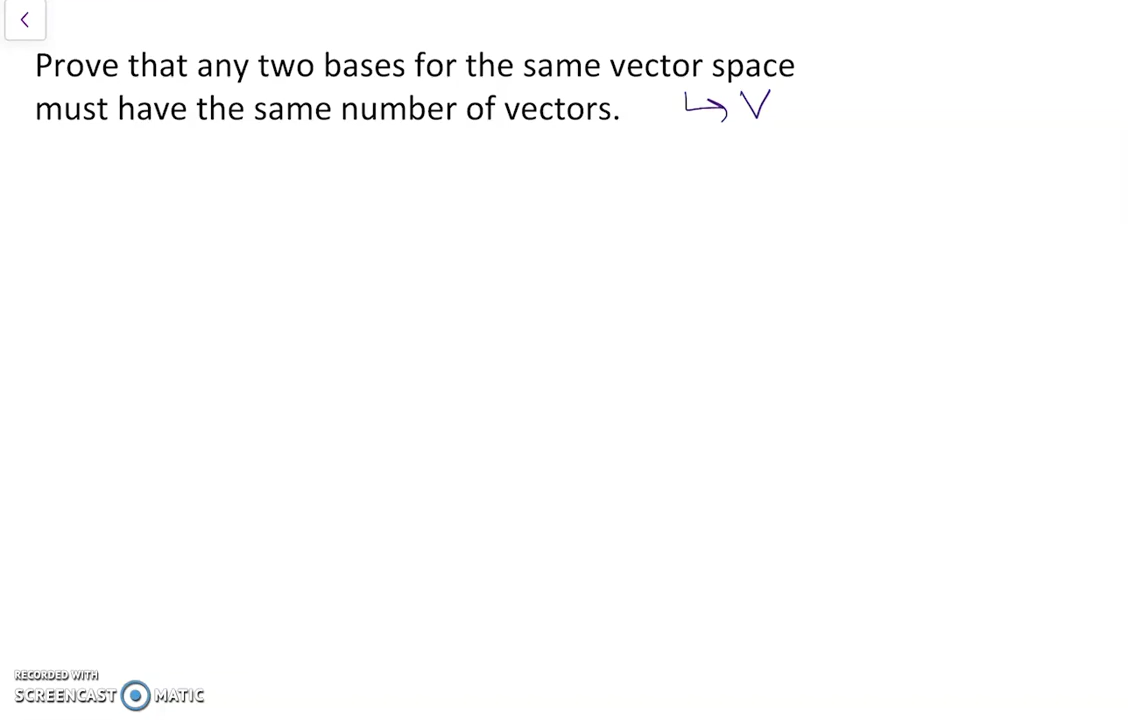 Prove that any two bases for the same vector space
must have the same number of vectors. ↳ V
RECORDED WITH
SCREENCAST MATIC